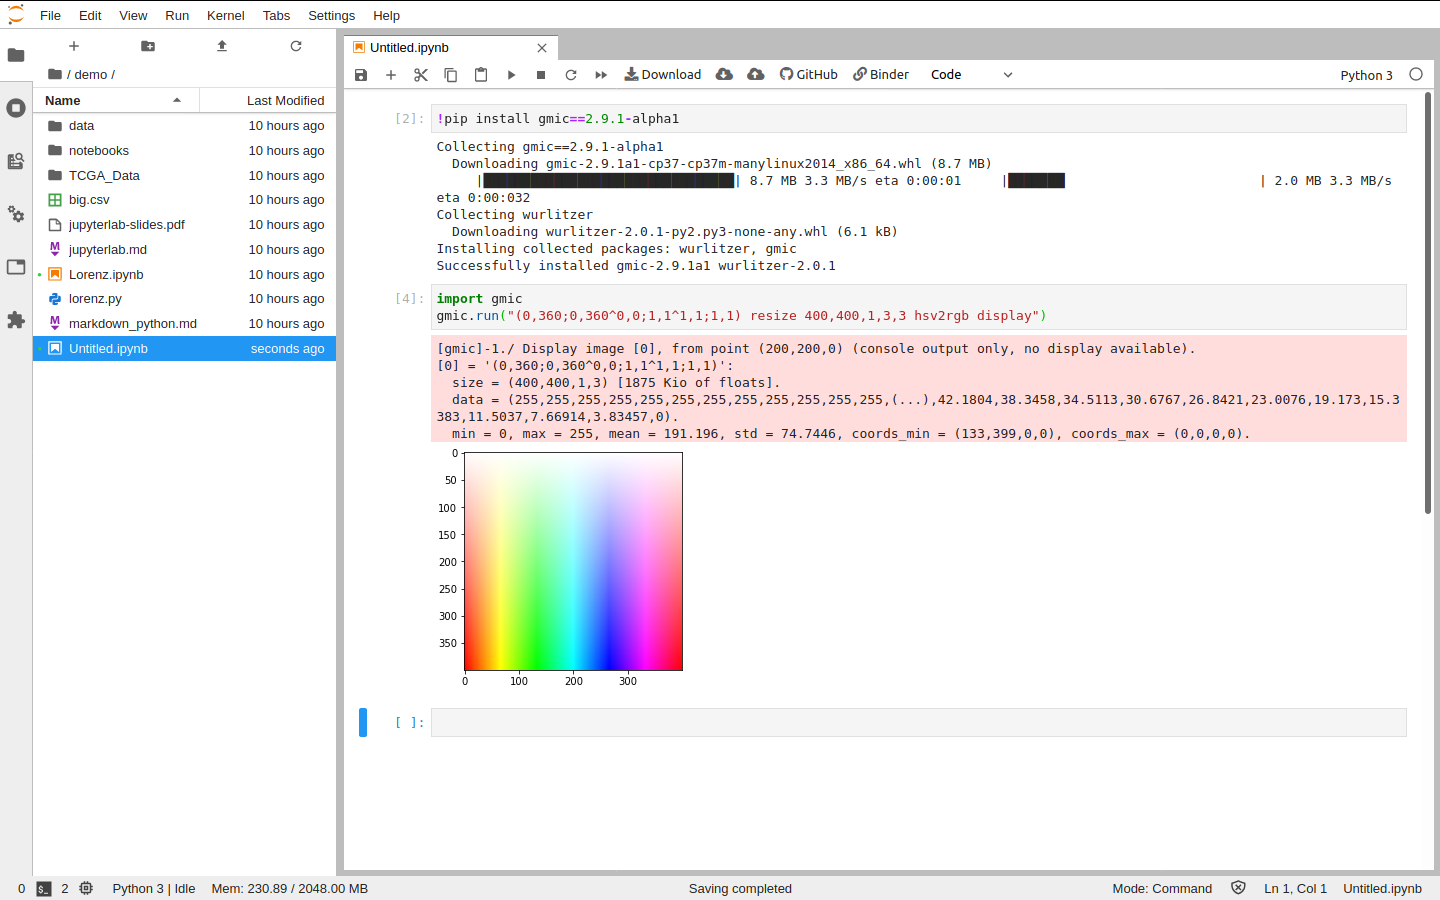 File Edit View Run Kernel Tabs Settings Help
/ demo /
Name Last Modified
data 10 hours ago
notebooks 10 hours ago
TCGA_Data 10 hours ago
big.csv 10 hours ago
jupyterlab-slides.pdf 10 hours ago
jupyterlab.md 10 hours ago
Lorenz.ipynb 10 hours ago
lorenz.py 10 hours ago
markdown_python.md 10 hours ago
Untitled.ipynb seconds ago
Untitled.ipynb
Download GitHub Binder Code Python 3
[2]: !pip install gmic==2.9.1-alpha1
Collecting gmic==2.9.1-alpha1
Downloading gmic-2.9.1a1-cp37-cp37m-manylinux2014_x86_64.whl (8.7 MB)
|████████████████████████████████| 8.7 MB 3.3 MB/s eta 0:00:01 |███████ | 2.0 MB 3.3 MB/s
eta 0:00:032
Collecting wurlitzer
Downloading wurlitzer-2.0.1-py2.py3-none-any.whl (6.1 kB)
Installing collected packages: wurlitzer, gmic
Successfully installed gmic-2.9.1a1 wurlitzer-2.0.1
[4]: import gmic
gmic.run("(0,360;0,360^0,0;1,1^1,1;1,1) resize 400,400,1,3,3 hsv2rgb display")
[gmic]-1./ Display image [0], from point (200,200,0) (console output only, no display available).
[0] = '(0,360;0,360^0,0;1,1^1,1;1,1)':
size = (400,400,1,3) [1875 Kio of floats].
data = (255,255,255,255,255,255,255,255,255,255,255,255,(...),42.1804,38.3458,34.5113,30.6767,26.8421,23.0076,19.173,15.3
383,11.5037,7.66914,3.83457,0).
min = 0, max = 255, mean = 191.196, std = 74.7446, coords_min = (133,399,0,0), coords_max = (0,0,0,0).
0
50
100
150
200
250
300
350
0 100 200 300
[ ]:
0 $_ 2 Python 3 | Idle Mem: 230.89 / 2048.00 MB Saving completed Mode: Command Ln 1, Col 1 Untitled.ipynb